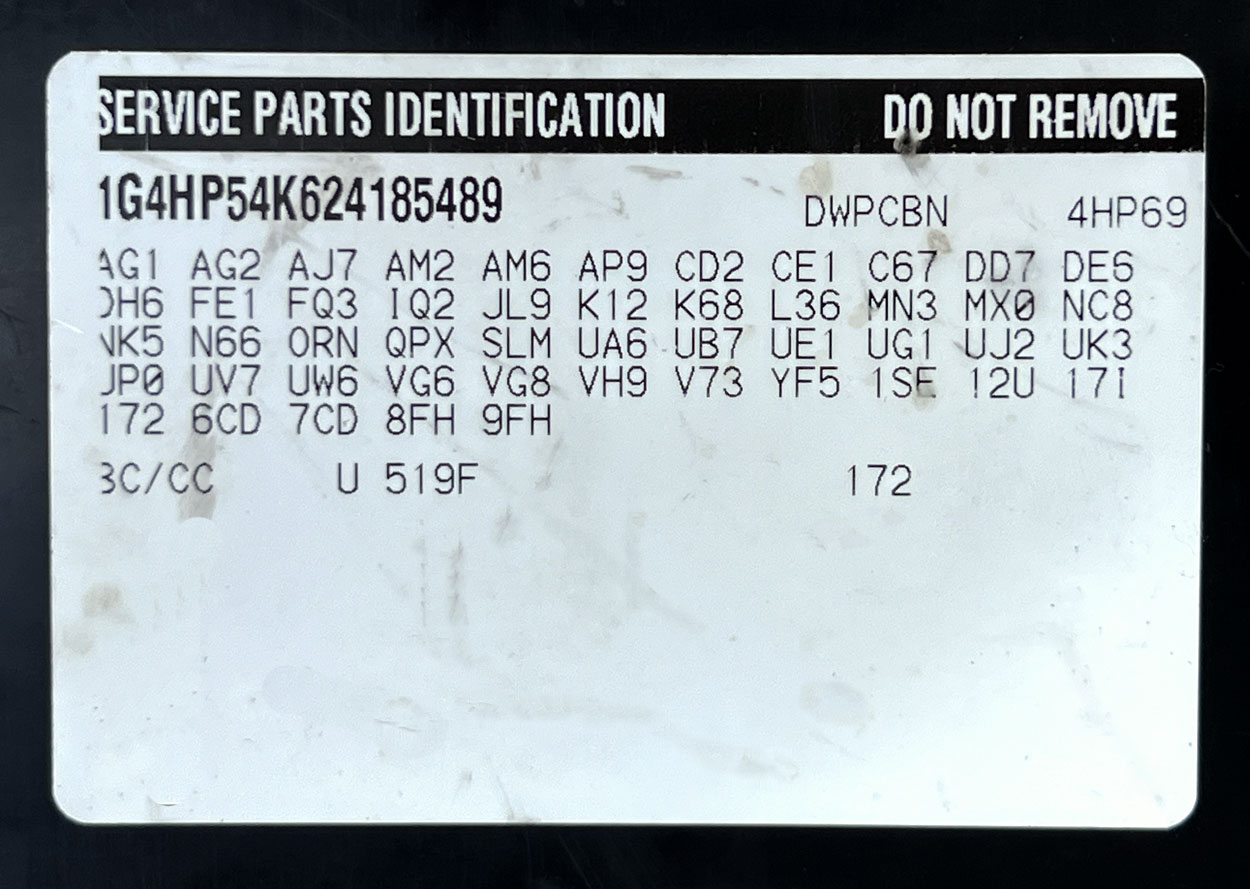 SERVICE PARTS IDENTIFICATION DO NOT REMOVE
1G4HP54K624185489 DWPCBN 4HP69
AG1 AG2 AJ7 AM2 AM6 AP9 CD2 CE1 C67 DD7 DE6
DH6 FE1 FQ3 IQ2 JL9 K12 K68 L36 MN3 MX0 NC8
NK5 N66 ORN QPX SLM UA6 UB7 UE1 UG1 UJ2 UK3
UP0 UV7 UW6 VG6 VG8 VH9 V73 YF5 1SE 12U 17I
172 6CD 7CD 8FH 9FH
BC/CC U 519F 172